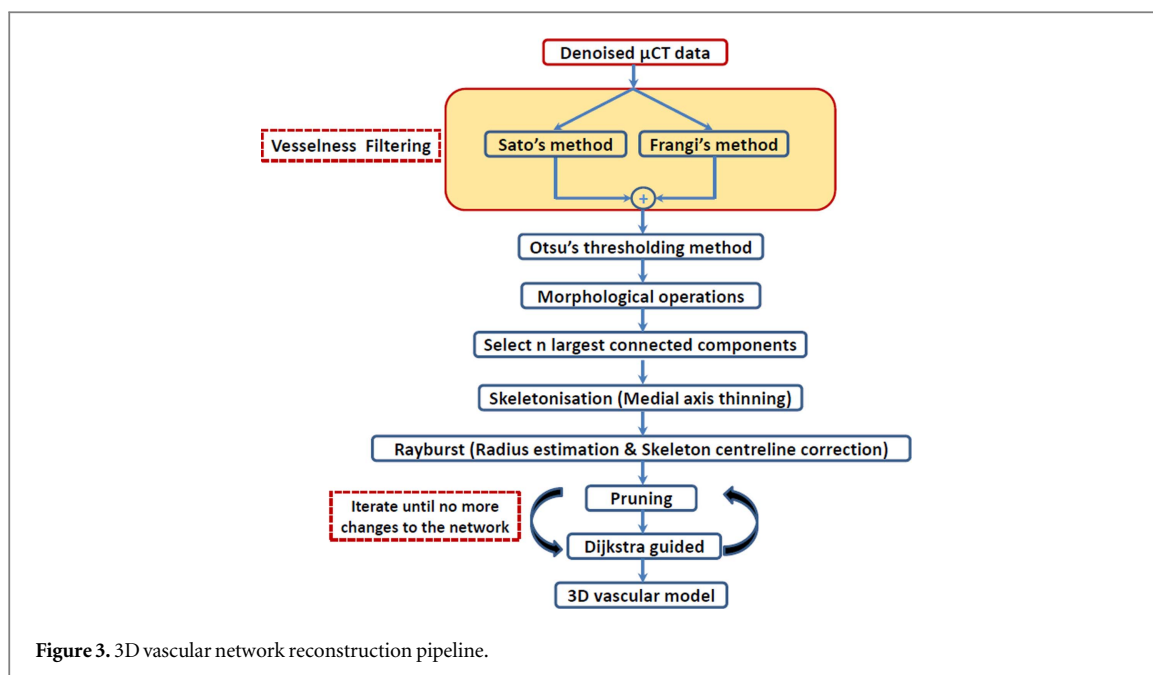 Denoised μCT data
Vesselness Filtering
Sato's method
Frangi's method
+
Otsu's thresholding method
Morphological operations
Select n largest connected components
Skeletonisation (Medial axis thinning)
Rayburst (Radius estimation & Skeleton centreline correction)
Pruning
Iterate until no more
changes to the network
Dijkstra guided
3D vascular model
Figure 3. 3D vascular network reconstruction pipeline.